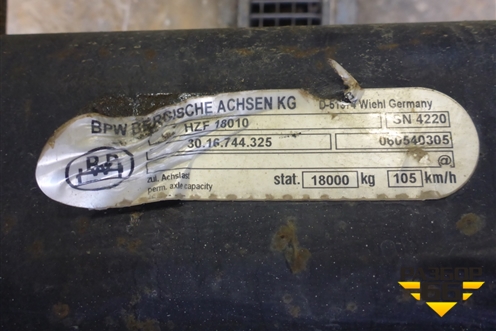 BPW BERGISCHE ACHSEN KG D-51674 Wiehl Germany
HZF 18010 SN 4220
30.16.744.325 060540305
@
zul. Achslast
perm. axle capacity stat. 18000 kg 105 km/h